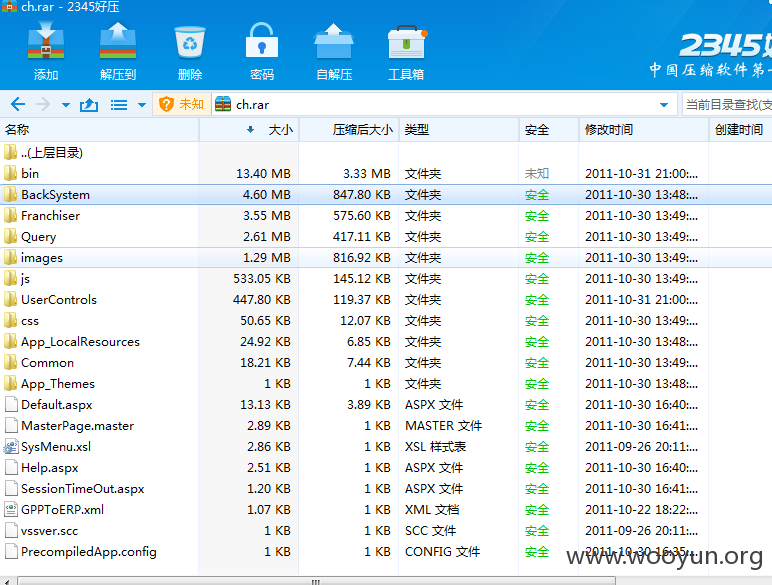 ch.rar - 2345好压
2345好
中国压缩软件第一
添加 解压到 删除 密码 自解压 工具箱
未知 ch.rar 当前目录查找(支
名称 大小 压缩后大小 类型 安全 修改时间 创建时间
..(上层目录)
bin 13.40 MB 3.33 MB 文件夹 未知 2011-10-31 21:00:...
BackSystem 4.60 MB 847.80 KB 文件夹 安全 2011-10-30 13:48:...
Franchiser 3.55 MB 575.60 KB 文件夹 安全 2011-10-30 13:49:...
Query 2.61 MB 417.11 KB 文件夹 安全 2011-10-30 13:49:...
images 1.29 MB 816.92 KB 文件夹 安全 2011-10-30 13:49:...
js 533.05 KB 145.12 KB 文件夹 安全 2011-10-30 13:49:...
UserControls 447.80 KB 119.37 KB 文件夹 安全 2011-10-31 21:00:...
css 50.65 KB 12.07 KB 文件夹 安全 2011-10-30 13:49:...
App_LocalResources 24.92 KB 6.85 KB 文件夹 安全 2011-10-30 13:48:...
Common 18.21 KB 7.44 KB 文件夹 安全 2011-10-30 13:49:...
App_Themes 1 KB 1 KB 文件夹 安全 2011-10-30 13:48:...
Default.aspx 13.13 KB 3.89 KB ASPX 文件 安全 2011-10-30 16:40:...
MasterPage.master 2.89 KB 1 KB MASTER 文件 安全 2011-10-30 16:41:...
SysMenu.xsl 2.86 KB 1 KB XSL 样式表 安全 2011-09-26 20:11:...
Help.aspx 2.51 KB 1 KB ASPX 文件 安全 2011-10-30 16:40:...
SessionTimeOut.aspx 1.20 KB 1 KB ASPX 文件 安全 2011-10-30 16:41:...
GPPToERP.xml 1.07 KB 1 KB XML 文档 安全 2011-10-22 18:22:...
vssver.scc 1 KB 1 KB SCC 文件 安全 2011-09-26 20:11:...
PrecompiledApp.config 1 KB 1 KB CONFIG 文件 安全 2011-10-30 16:35...
www.wooyun.org